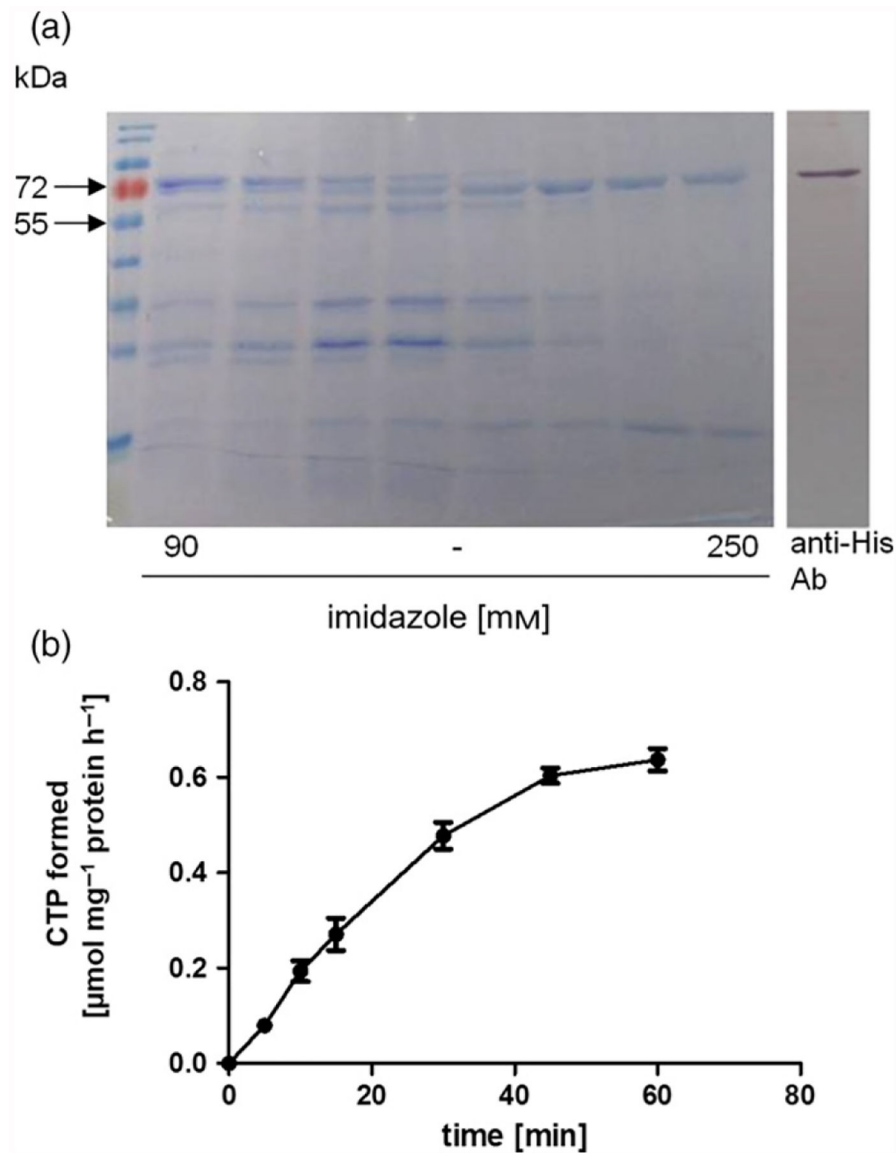 (a)
kDa
72
55
90 - 250
anti-His
Ab
imidazole [mM]
(b)
0.8
0.6
0.4
0.2
0.0
CTP formed
[µmol mg⁻¹ protein h⁻¹]
0 20 40 60 80
time [min]